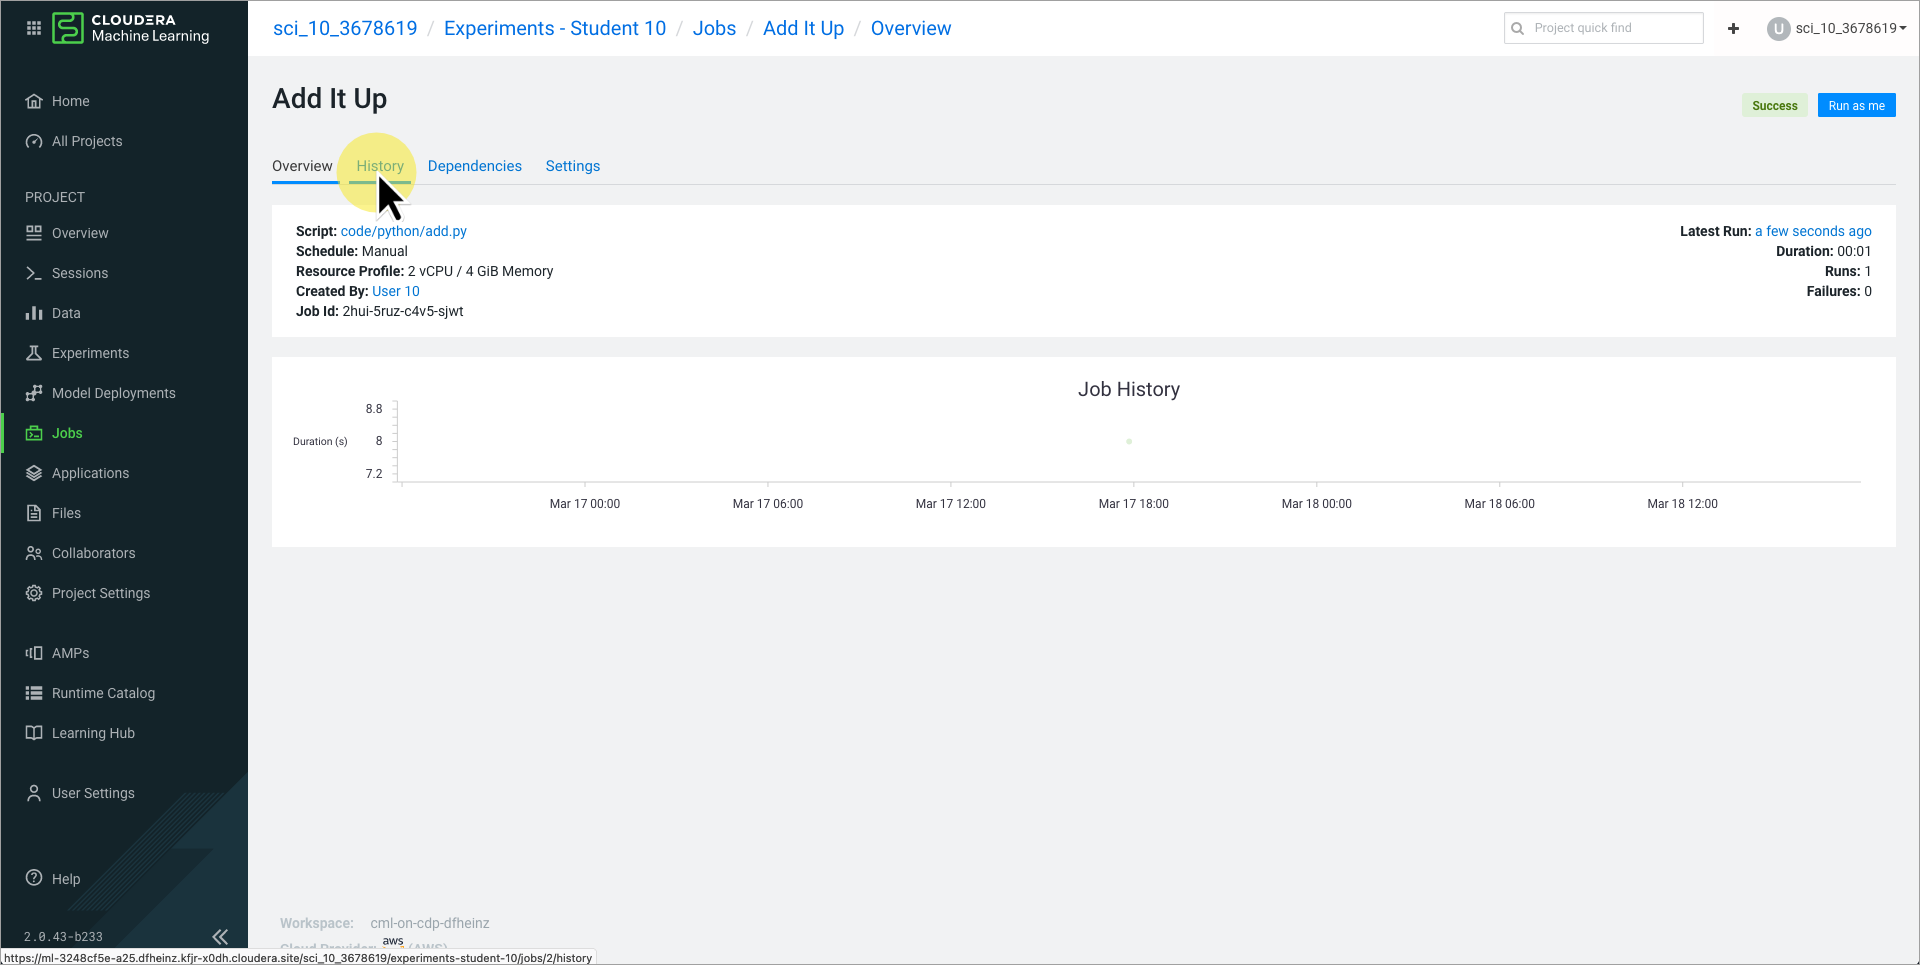 CLOUDERA
Machine Learning
sci_10_3678619 / Experiments - Student 10 / Jobs / Add It Up / Overview
Project quick find
+
U sci_10_3678619
Home
All Projects
PROJECT
Overview
Sessions
Data
Experiments
Model Deployments
Jobs
Applications
Files
Collaborators
Project Settings
AMPs
Runtime Catalog
Learning Hub
User Settings
Help
2.0.43-b233
Add It Up
Success
Run as me
Overview History Dependencies Settings
Script: code/python/add.py
Schedule: Manual
Resource Profile: 2 vCPU / 4 GiB Memory
Created By: User 10
Job Id: 2hui-5ruz-c4v5-sjwt
Latest Run: a few seconds ago
Duration: 00:01
Runs: 1
Failures: 0
Job History
8.8
Duration (s) 8
7.2
Mar 17 00:00 Mar 17 06:00 Mar 17 12:00 Mar 17 18:00 Mar 18 00:00 Mar 18 06:00 Mar 18 12:00
Workspace: cml-on-cdp-dfheinz
Cloud Provider: aws (AWS)
https://ml-3248cf5e-a25.dfheinz.kfjr-x0dh.cloudera.site/sci_10_3678619/experiments-student-10/jobs/2/history